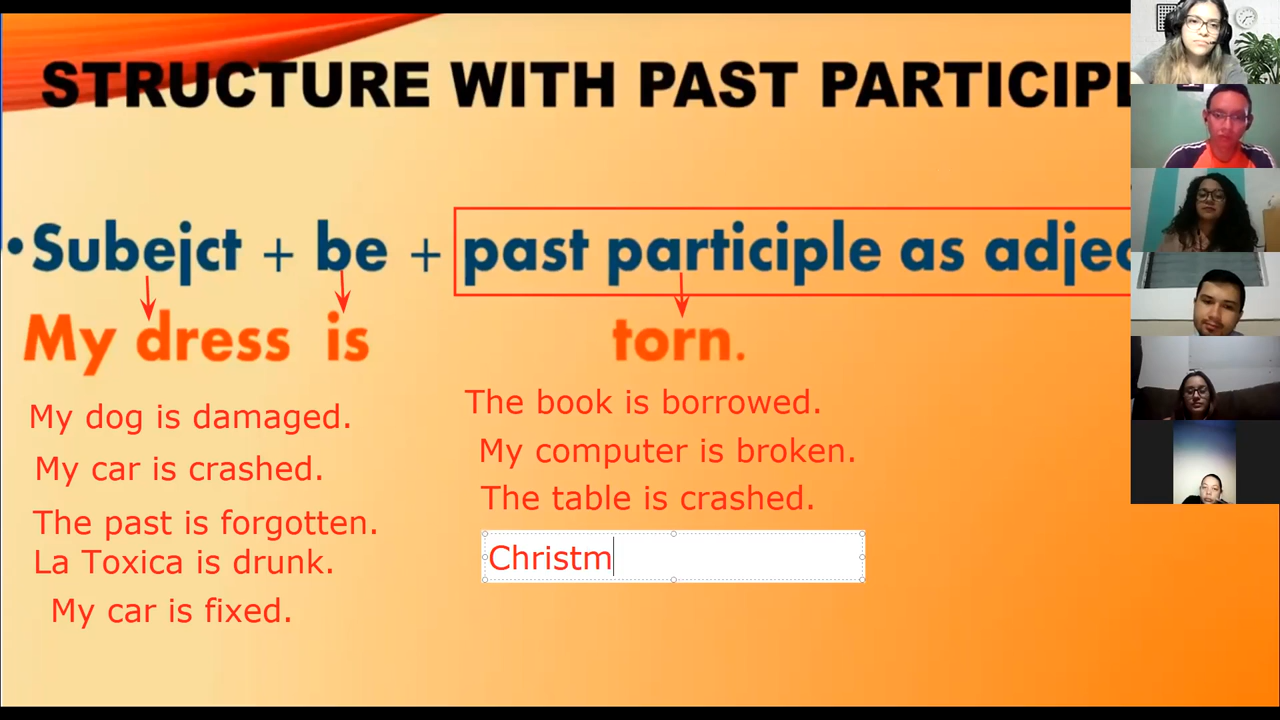 STRUCTURE WITH PAST PARTICIPL
•Subejct + be + past participle as adjec
My dress is torn.
My dog is damaged.
My car is crashed.
The past is forgotten.
La Toxica is drunk.
My car is fixed.
The book is borrowed.
My computer is broken.
The table is crashed.
Christm